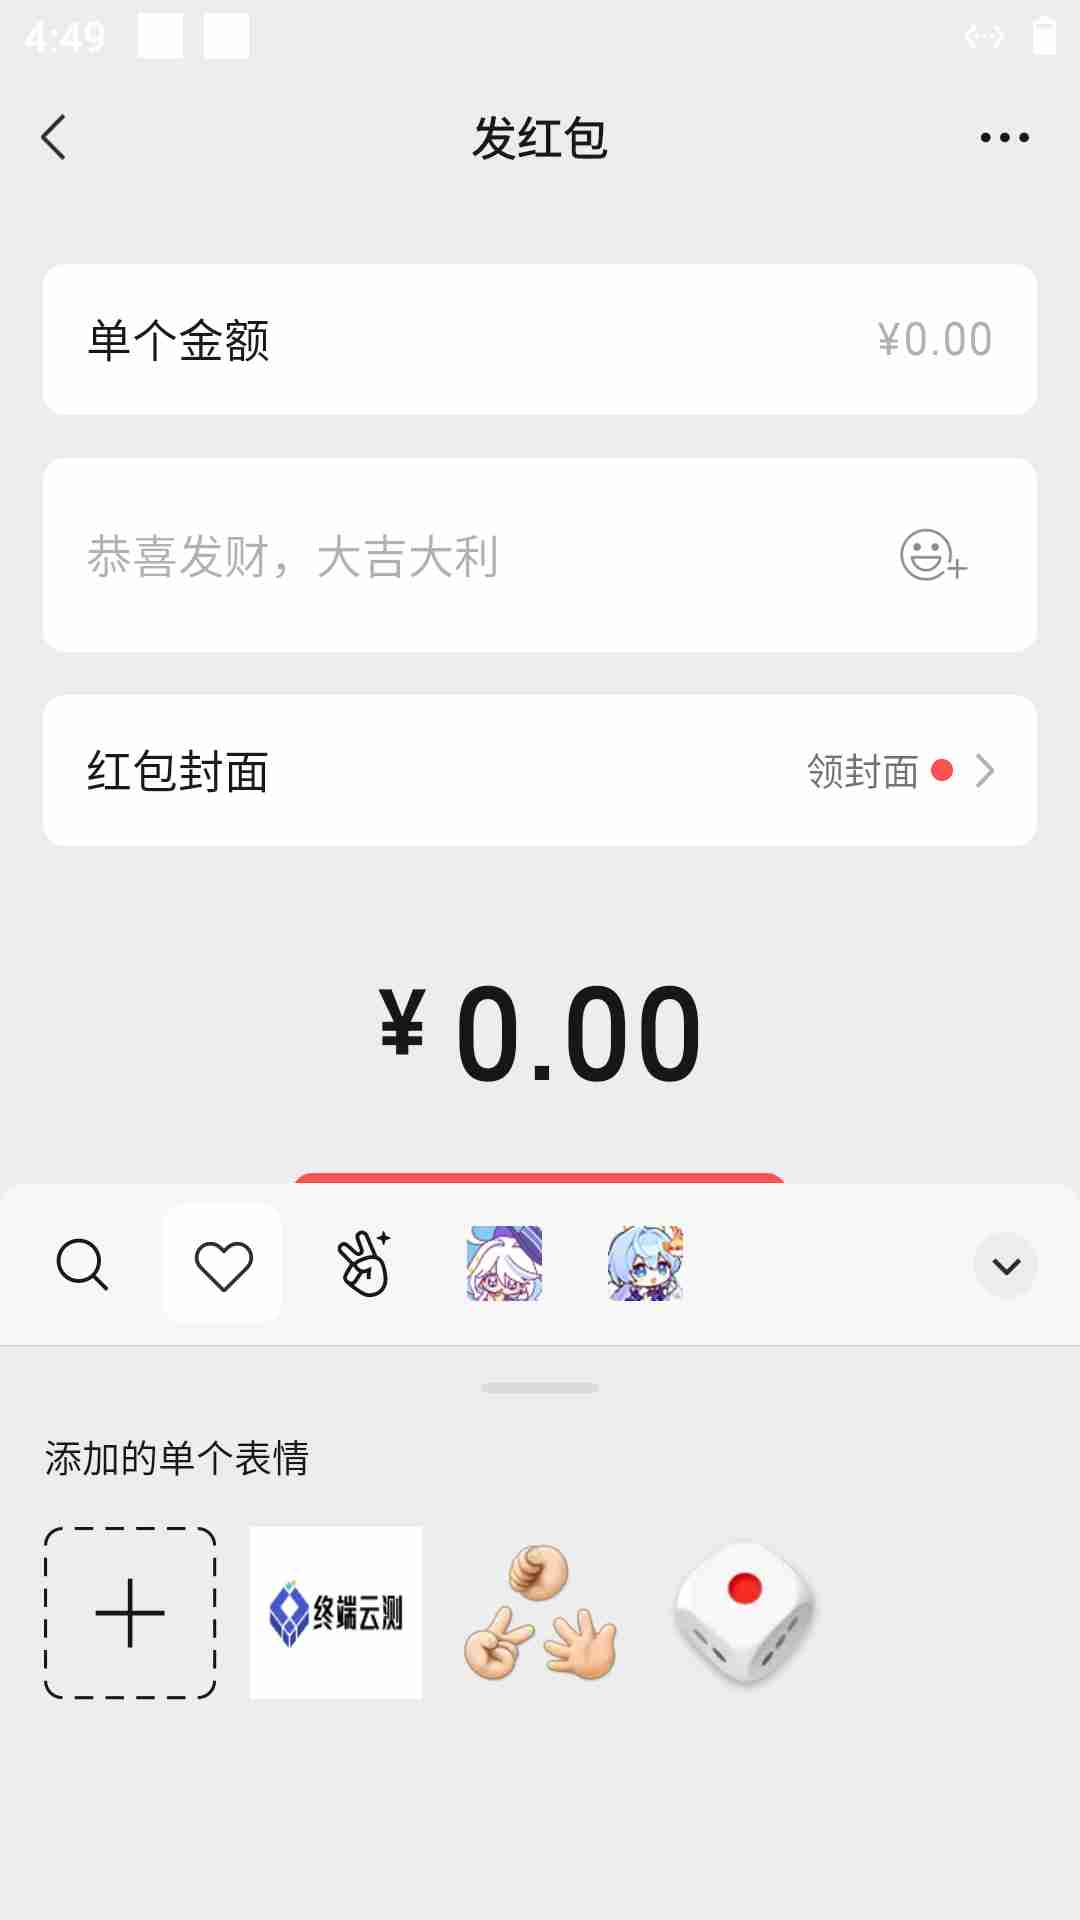 4:49
发红包
单个金额
¥0.00
恭喜发财，大吉大利
红包封面
领封面
¥0.00
添加的单个表情
终端云测